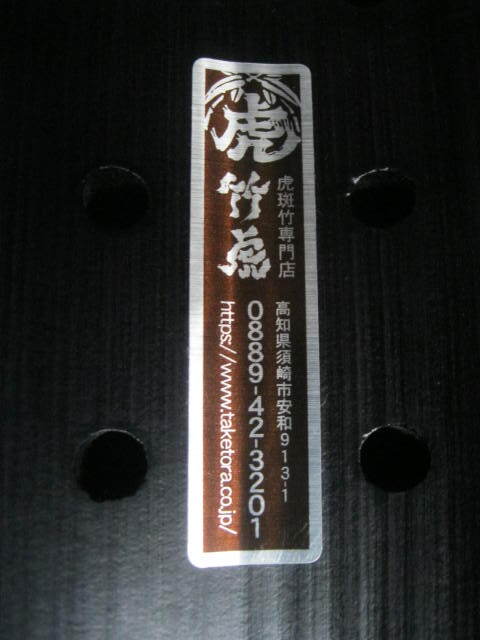 虎
竹虎
虎斑竹専門店
高知県須崎市安和913-1
0889-42-3201
https://www.taketora.co.jp/